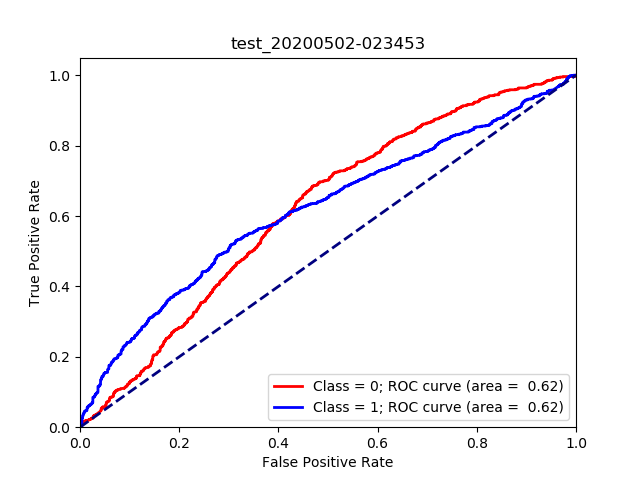 test_20200502-023453
True Positive Rate
1.0
0.8
0.6
0.4
0.2
0.0
Class = 0; ROC curve (area =  0.62)
Class = 1; ROC curve (area =  0.62)
0.0 0.2 0.4 0.6 0.8 1.0
False Positive Rate